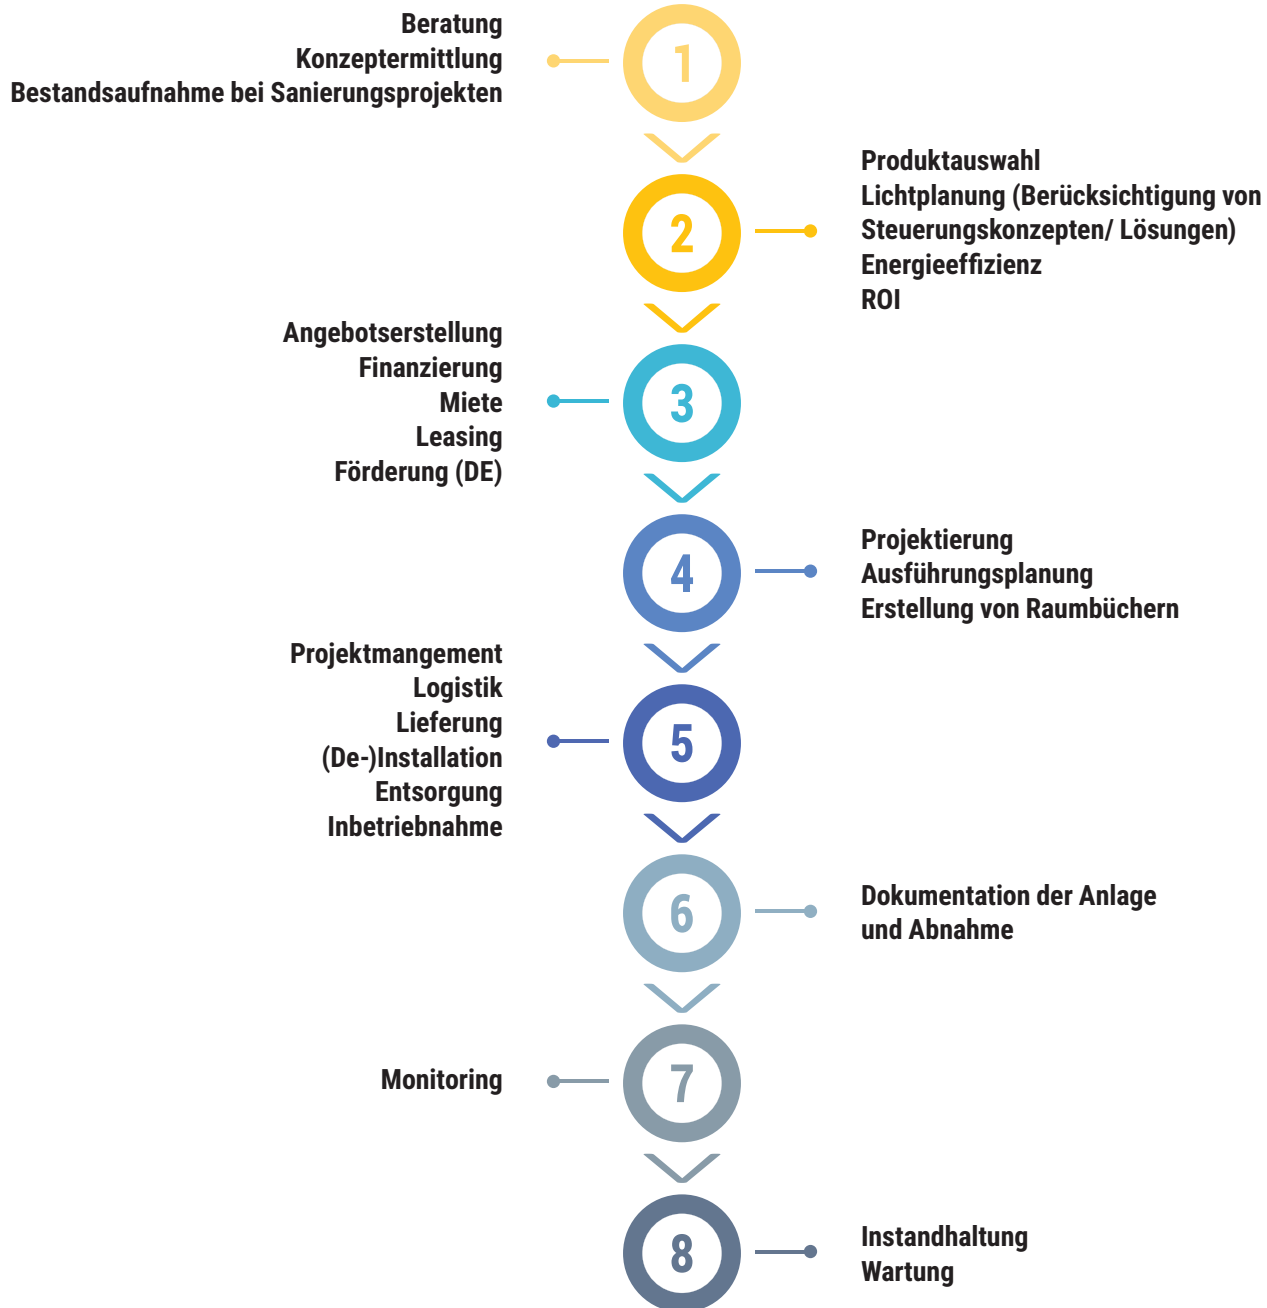 Beratung
Konzeptermittlung
Bestandsaufnahme bei Sanierungsprojekten
1
2
Produktauswahl
Lichtplanung (Berücksichtigung von
Steuerungskonzepten/ Lösungen)
Energieeffizienz
ROI
Angebotserstellung
Finanzierung
Miete
Leasing
Förderung (DE)
3
4
Projektierung
Ausführungsplanung
Erstellung von Raumbüchern
Projektmangement
Logistik
Lieferung
(De-)Installation
Entsorgung
Inbetriebnahme
5
6
Dokumentation der Anlage
und Abnahme
Monitoring
7
8
Instandhaltung
Wartung